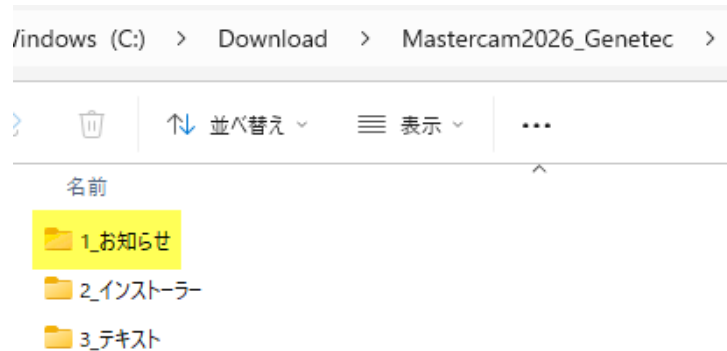 Windows (C:) > Download > Mastercam2026_Genetec >
並べ替え 表示 ...
名前
1_お知らせ
2_インストーラー
3_テキスト